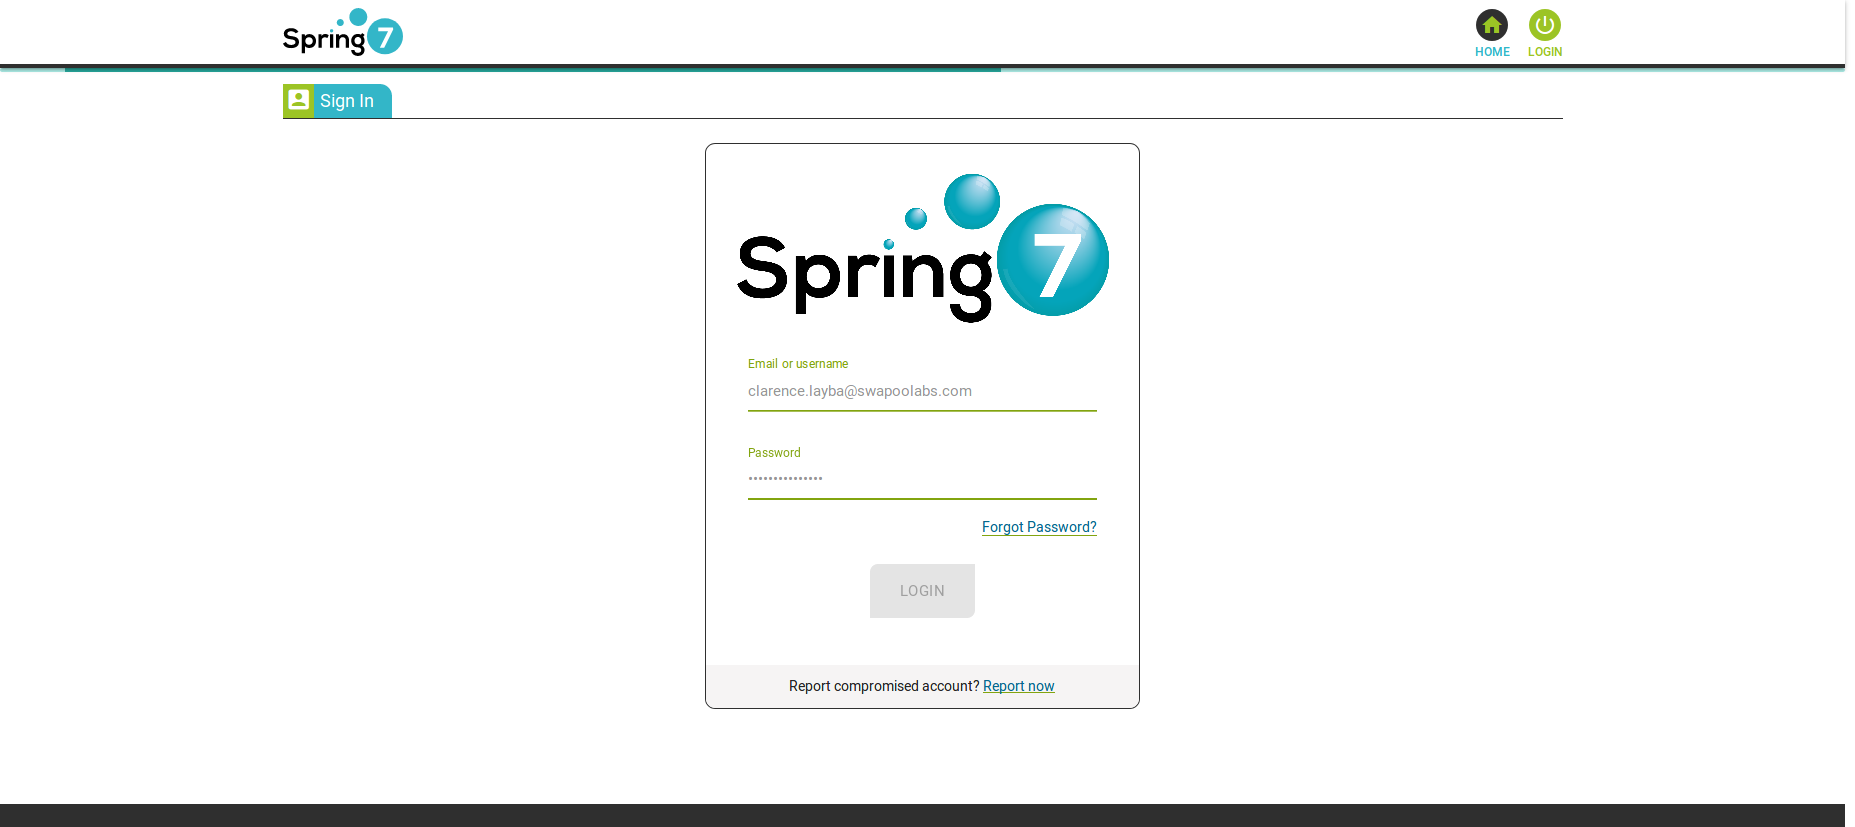 Spring 7
HOME LOGIN
Sign In
Spring 7
Email or username
clarence.layba@swapoolabs.com
Password
•••••••••••••••
Forgot Password?
LOGIN
Report compromised account? Report now